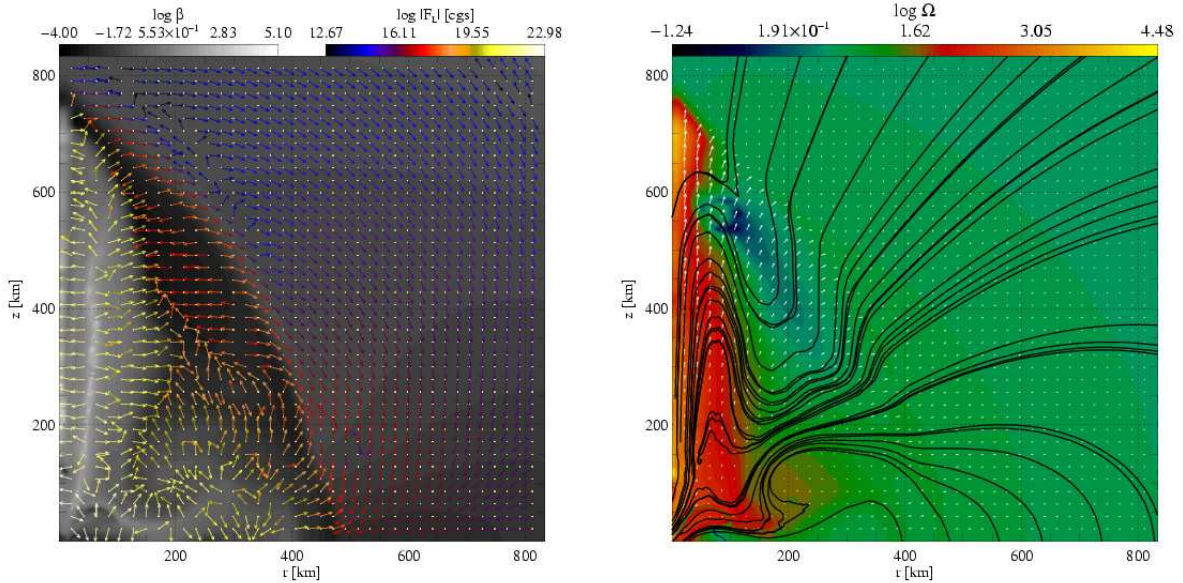 log β
−4.00 −1.72 5.53×10⁻¹ 2.83 5.10
log |F_L| [cgs]
12.67 16.11 19.55 22.98
800
600
z [km]
400
200
200 400 600 800
r [km]
log Ω
−1.24 1.91×10⁻¹ 1.62 3.05 4.48
800
600
z [km]
400
200
200 400 600 800
r [km]